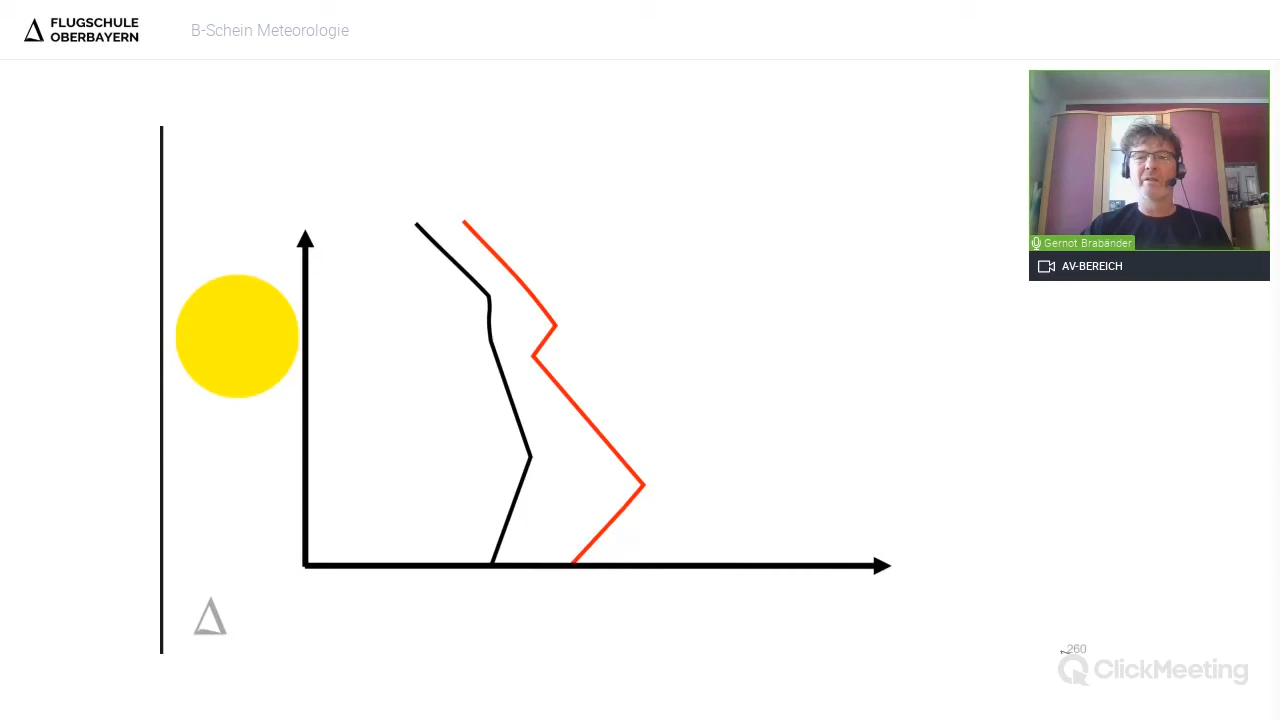 FLUGSCHULE
OBERBAYERN
B-Schein Meteorologie
Gernot Brabänder
AV-BEREICH
260
ClickMeeting